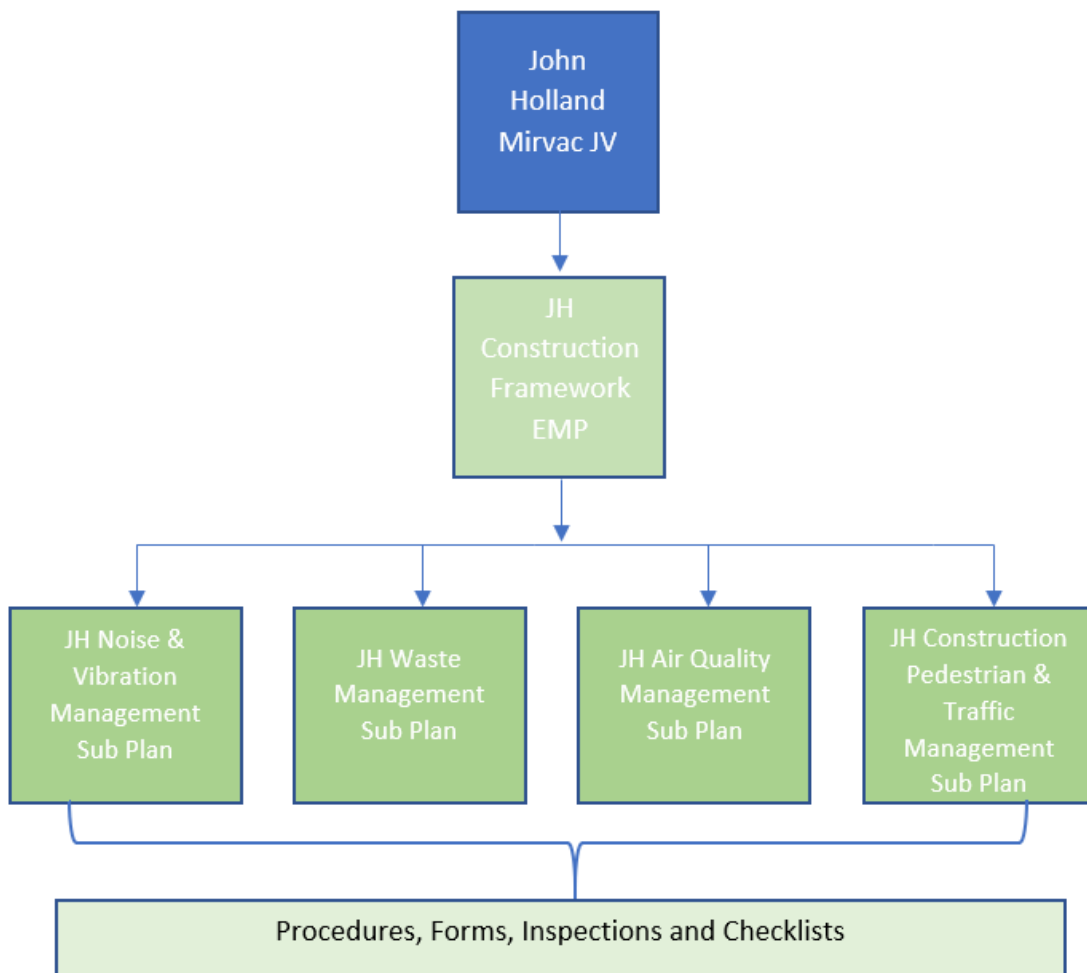 John
Holland
Mirvac JV
JH
Construction
Framework
EMP
JH Noise &
Vibration
Management
Sub Plan
JH Waste
Management
Sub Plan
JH Air Quality
Management
Sub Plan
JH Construction
Pedestrian &
Traffic
Management
Sub Plan
Procedures, Forms, Inspections and Checklists